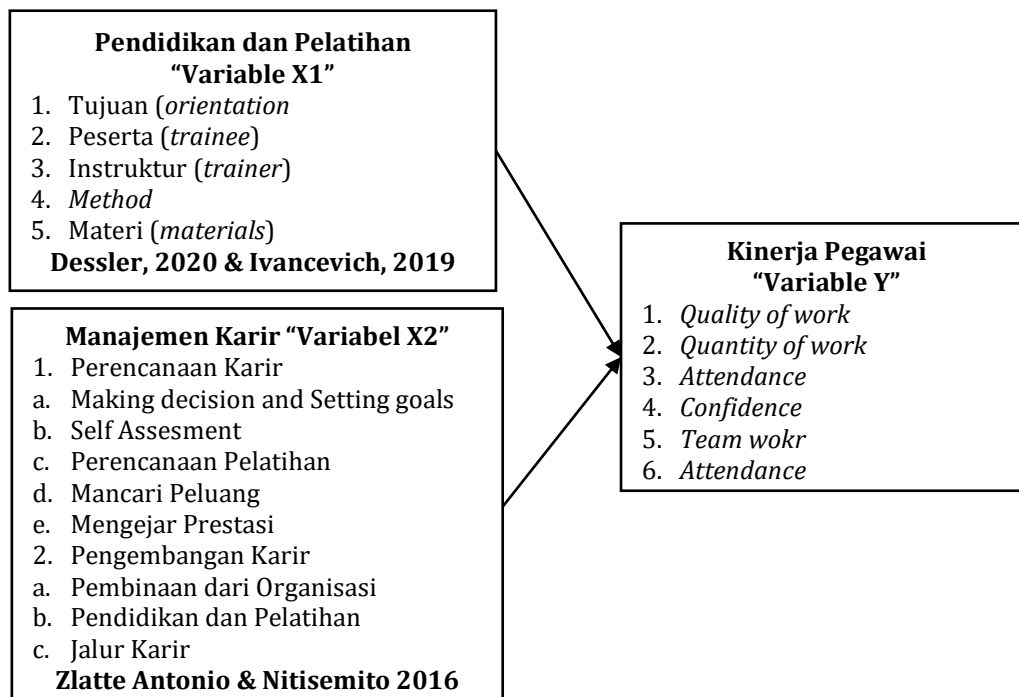 Pendidikan dan Pelatihan
“Variable X1”
1. Tujuan (orientation
2. Peserta (trainee)
3. Instruktur (trainer)
4. Method
5. Materi (materials)
Dessler, 2020 & Ivancevich, 2019
Manajemen Karir “Variabel X2”
1. Perencanaan Karir
a. Making decision and Setting goals
b. Self Assesment
c. Perencanaan Pelatihan
d. Mancari Peluang
e. Mengejar Prestasi
2. Pengembangan Karir
a. Pembinaan dari Organisasi
b. Pendidikan dan Pelatihan
c. Jalur Karir
Zlatte Antonio & Nitisemito 2016
Kinerja Pegawai
“Variable Y”
1. Quality of work
2. Quantity of work
3. Attendance
4. Confidence
5. Team wokr
6. Attendance